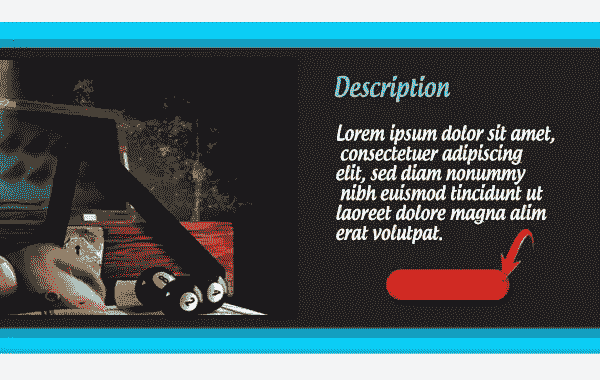 Description
Lorem ipsum dolor sit amet,
consectetuer adipiscing
elit, sed diam nonummy
nibh euismod tincidunt ut
laoreet dolore magna alim
erat volutpat.